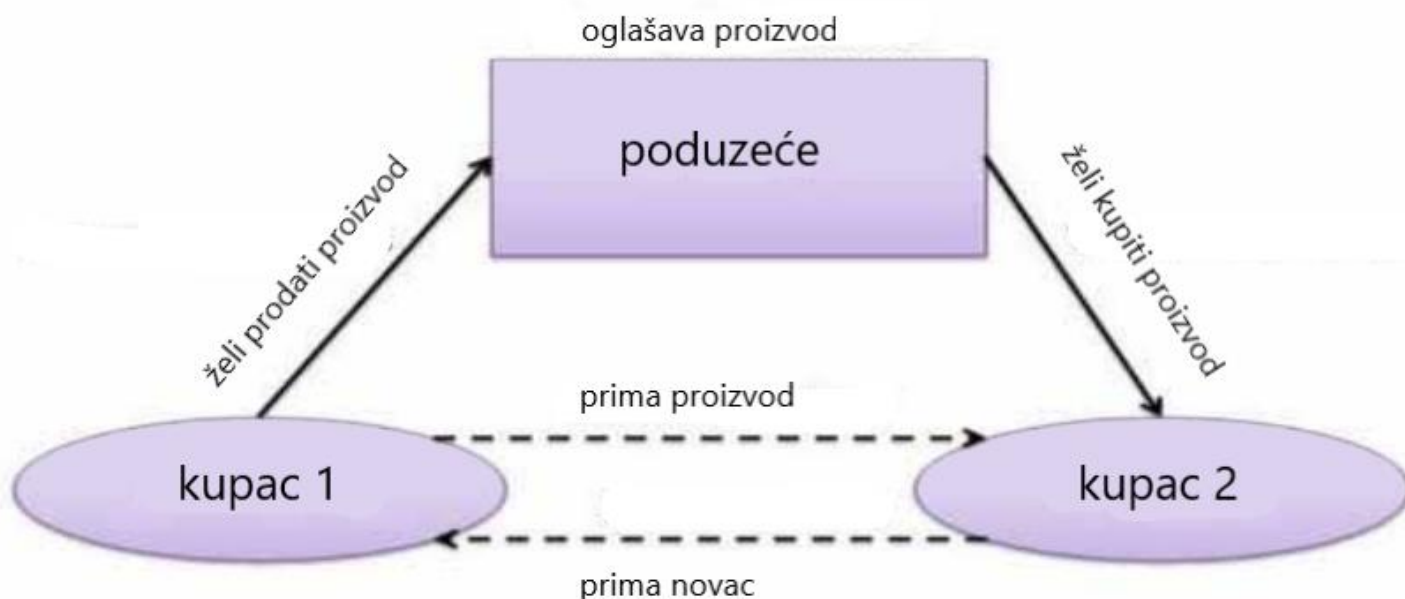 oglašava proizvod
poduzeće
želi prodati proizvod
želi kupiti proizvod
prima proizvod
kupac 1
kupac 2
prima novac